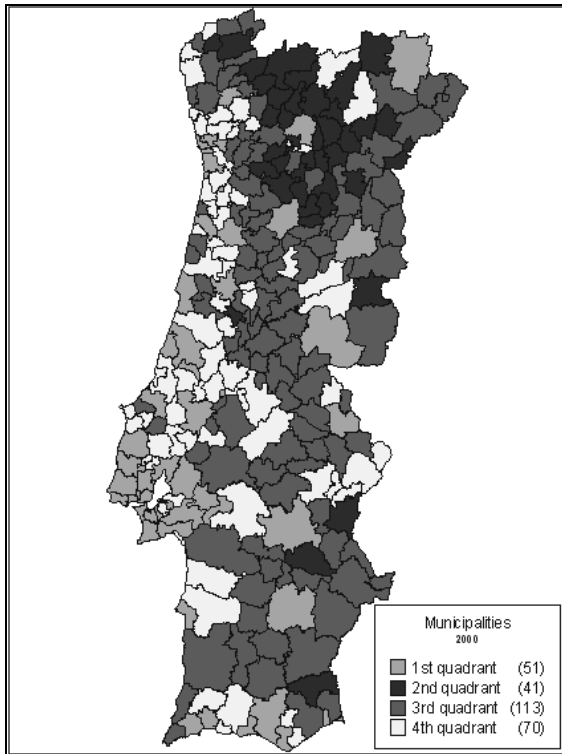 Municipalities
2000
1st quadrant (51)
2nd quadrant (41)
3rd quadrant (113)
4th quadrant (70)